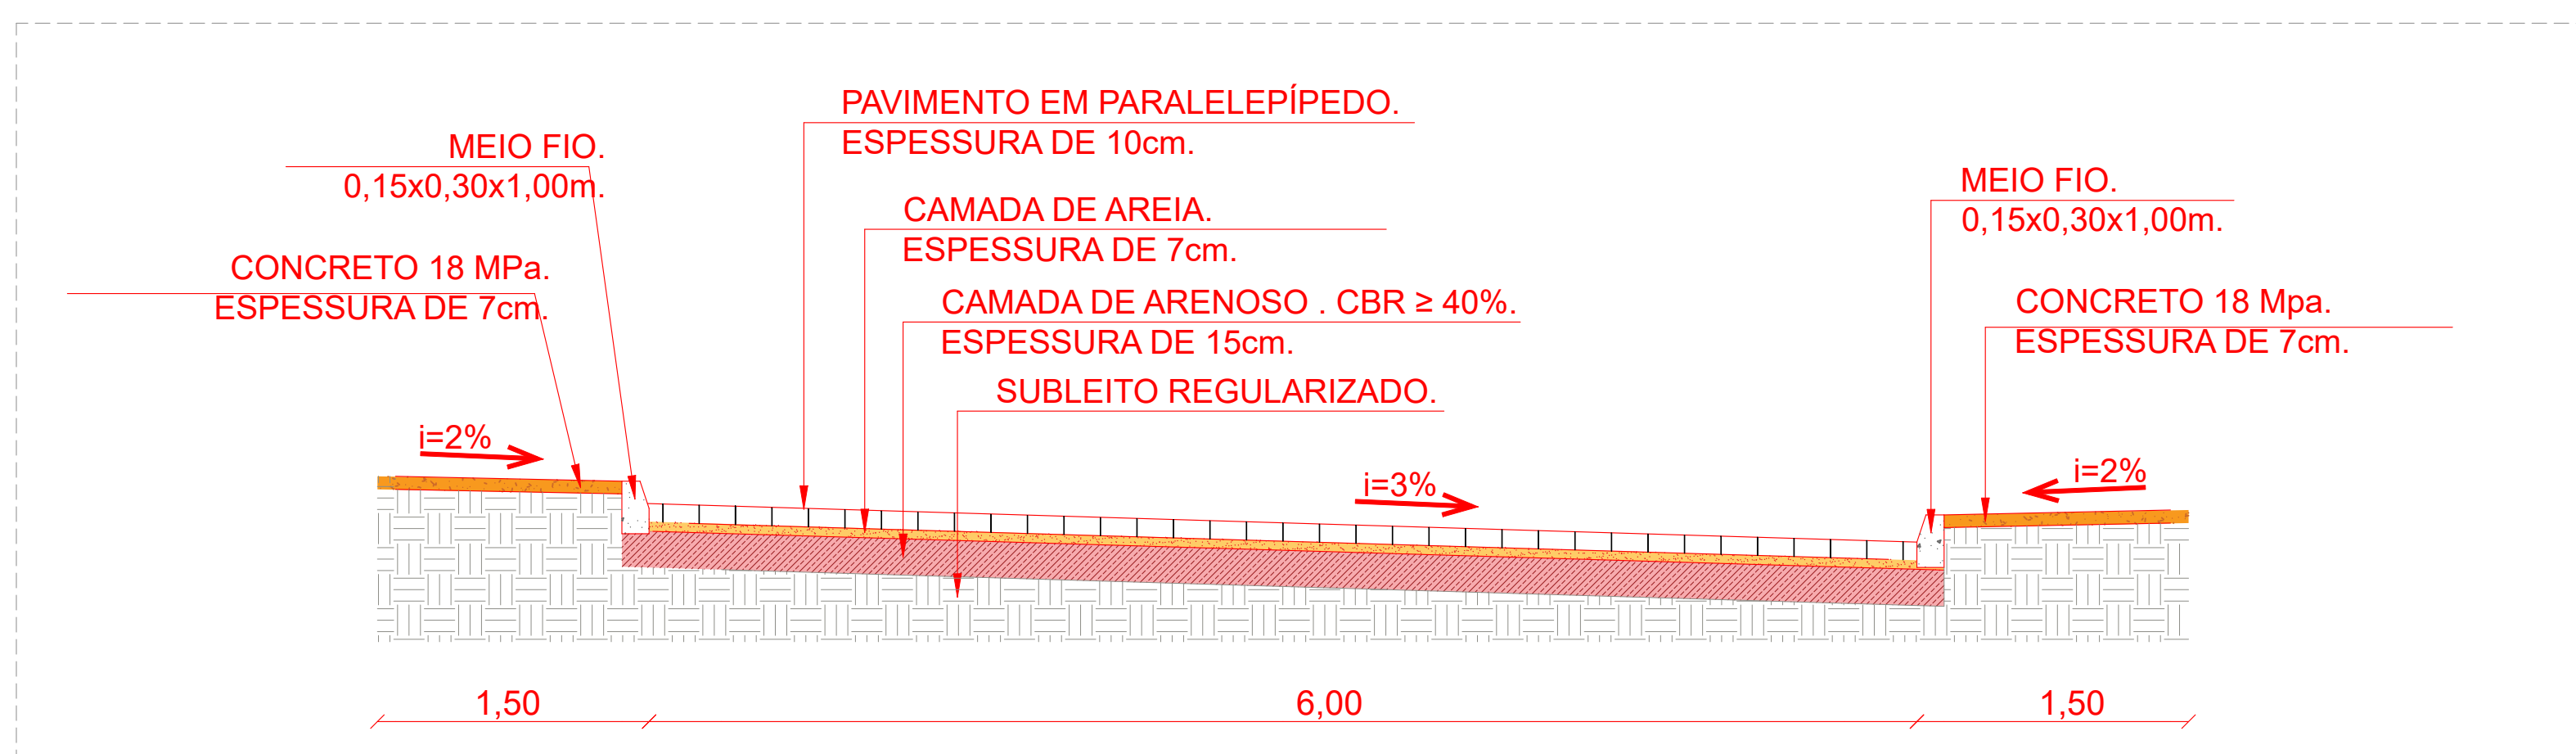 PAVIMENTO EM PARALELEPÍPEDO.
ESPESSURA DE 10cm.
MEIO FIO.
0,15x0,30x1,00m.
MEIO FIO.
0,15x0,30x1,00m.
CAMADA DE AREIA.
ESPESSURA DE 7cm.
CONCRETO 18 MPa.
ESPESSURA DE 7cm.
CAMADA DE ARENOSO . CBR ≥ 40%.
ESPESSURA DE 15cm.
CONCRETO 18 Mpa.
ESPESSURA DE 7cm.
SUBLEITO REGULARIZADO.
i=2%
i=3%
i=2%
1,50
6,00
1,50